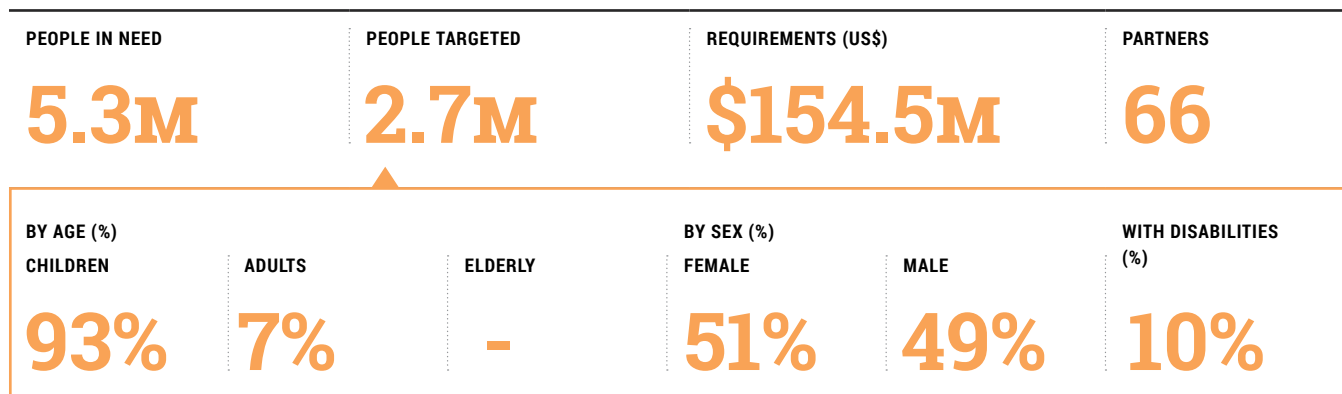 PEOPLE IN NEED
PEOPLE TARGETED
REQUIREMENTS (US$)
PARTNERS
5.3M
2.7M
$154.5M
66
BY AGE (%)
BY SEX (%)
WITH DISABILITIES
(%)
CHILDREN
ADULTS
ELDERLY
FEMALE
MALE
93%
7%
-
51%
49%
10%